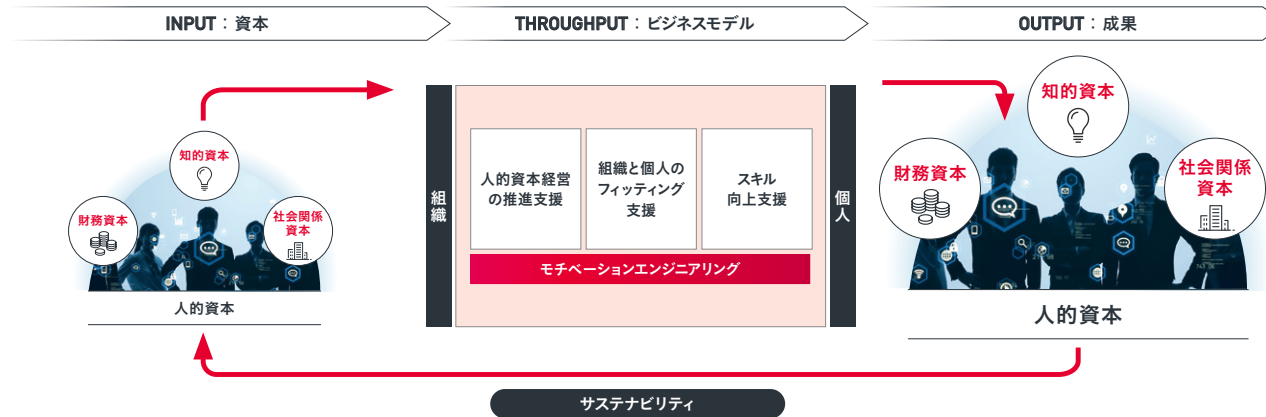 INPUT：資本
THROUGHPUT：ビジネスモデル
OUTPUT：成果
知的資本
財務資本
社会関係
資本
人的資本
組織
人的資本経営
の推進支援
組織と個人の
フィッティング
支援
スキル
向上支援
モチベーションエンジニアリング
個人
知的資本
財務資本
社会関係
資本
人的資本
サステナビリティ